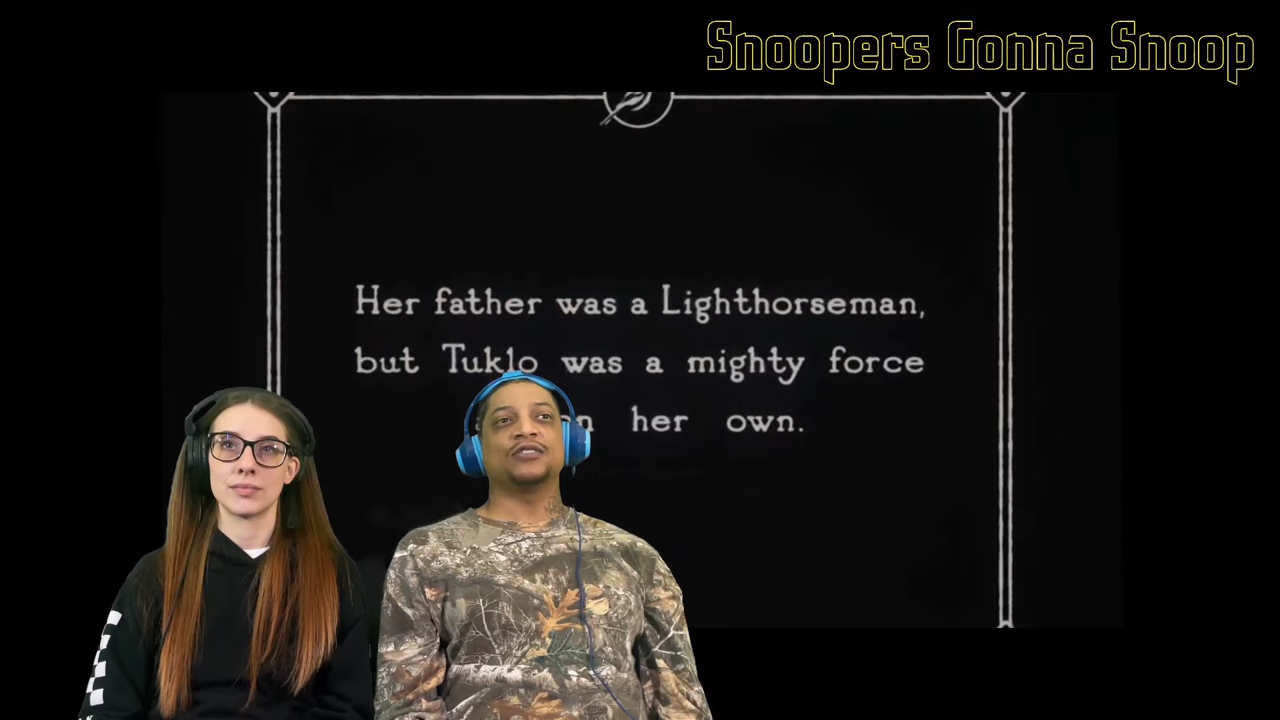 Snoopers Gonna Snoop
Her father was a Lighthorseman,
but Tuklo was a mighty force
her own.